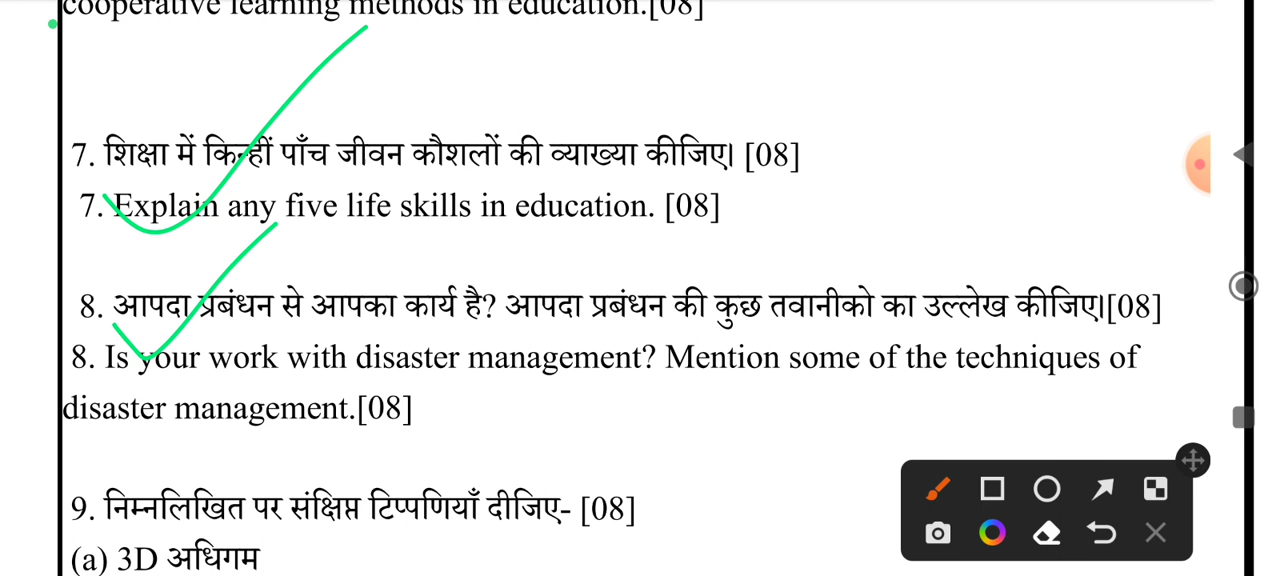 cooperative learning methods in education.[08]
7. शिक्षा में किन्हीं पाँच जीवन कौशलों की व्याख्या कीजिए। [08]
7. Explain any five life skills in education. [08]
8. आपदा प्रबंधन से आपका कार्य है? आपदा प्रबंधन की कुछ तवानीको का उल्लेख कीजिए।[08]
8. Is your work with disaster management? Mention some of the techniques of
disaster management.[08]
9. निम्नलिखित पर संक्षिप्त टिप्पणियाँ दीजिए- [08]
(a) 3D अधिगम